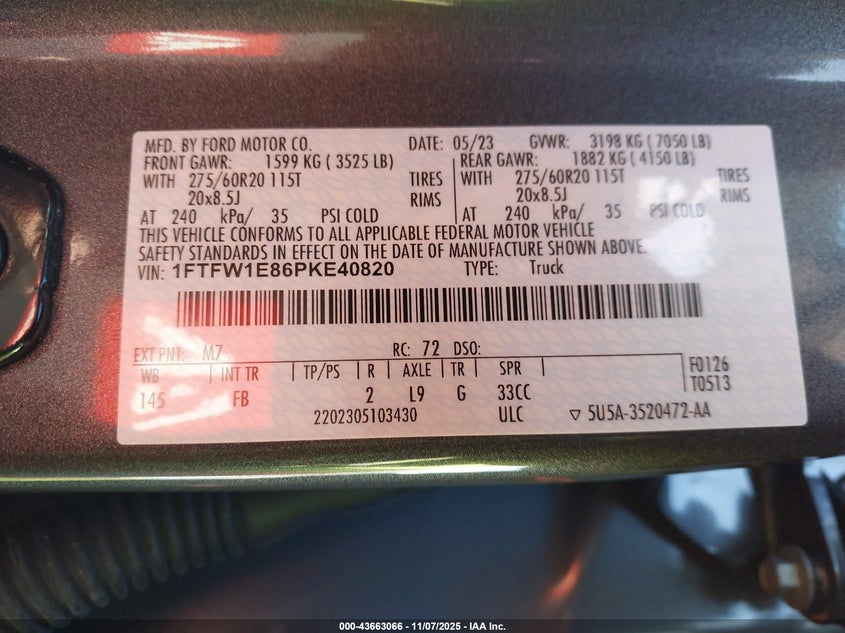 MFD. BY FORD MOTOR CO. DATE: 05/23 GVWR: 3198 KG ( 7050 LB)
FRONT GAWR: 1599 KG ( 3525 LB) REAR GAWR: 1882 KG ( 4150 LB)
WITH 275/60R20 115T TIRES WITH 275/60R20 115T TIRES
20x8.5J RIMS 20x8.5J RIMS
AT 240 kPa/ 35 PSI COLD AT 240 kPa/ 35 PSI COLD
THIS VEHICLE CONFORMS TO ALL APPLICABLE FEDERAL MOTOR VEHICLE
SAFETY STANDARDS IN EFFECT ON THE DATE OF MANUFACTURE SHOWN ABOVE.
VIN: 1FTFW1E86PKE40820 TYPE: Truck
EXT PNT: M7 RC: 72 DSO:
WB INT TR TP/PS R AXLE TR SPR F0126
145 FB 2 L9 G 33CC T0513
2202305103430 ULC ▽ 5U5A-3520472-AA
000-43663066 - 11/07/2025 - IAA Inc.